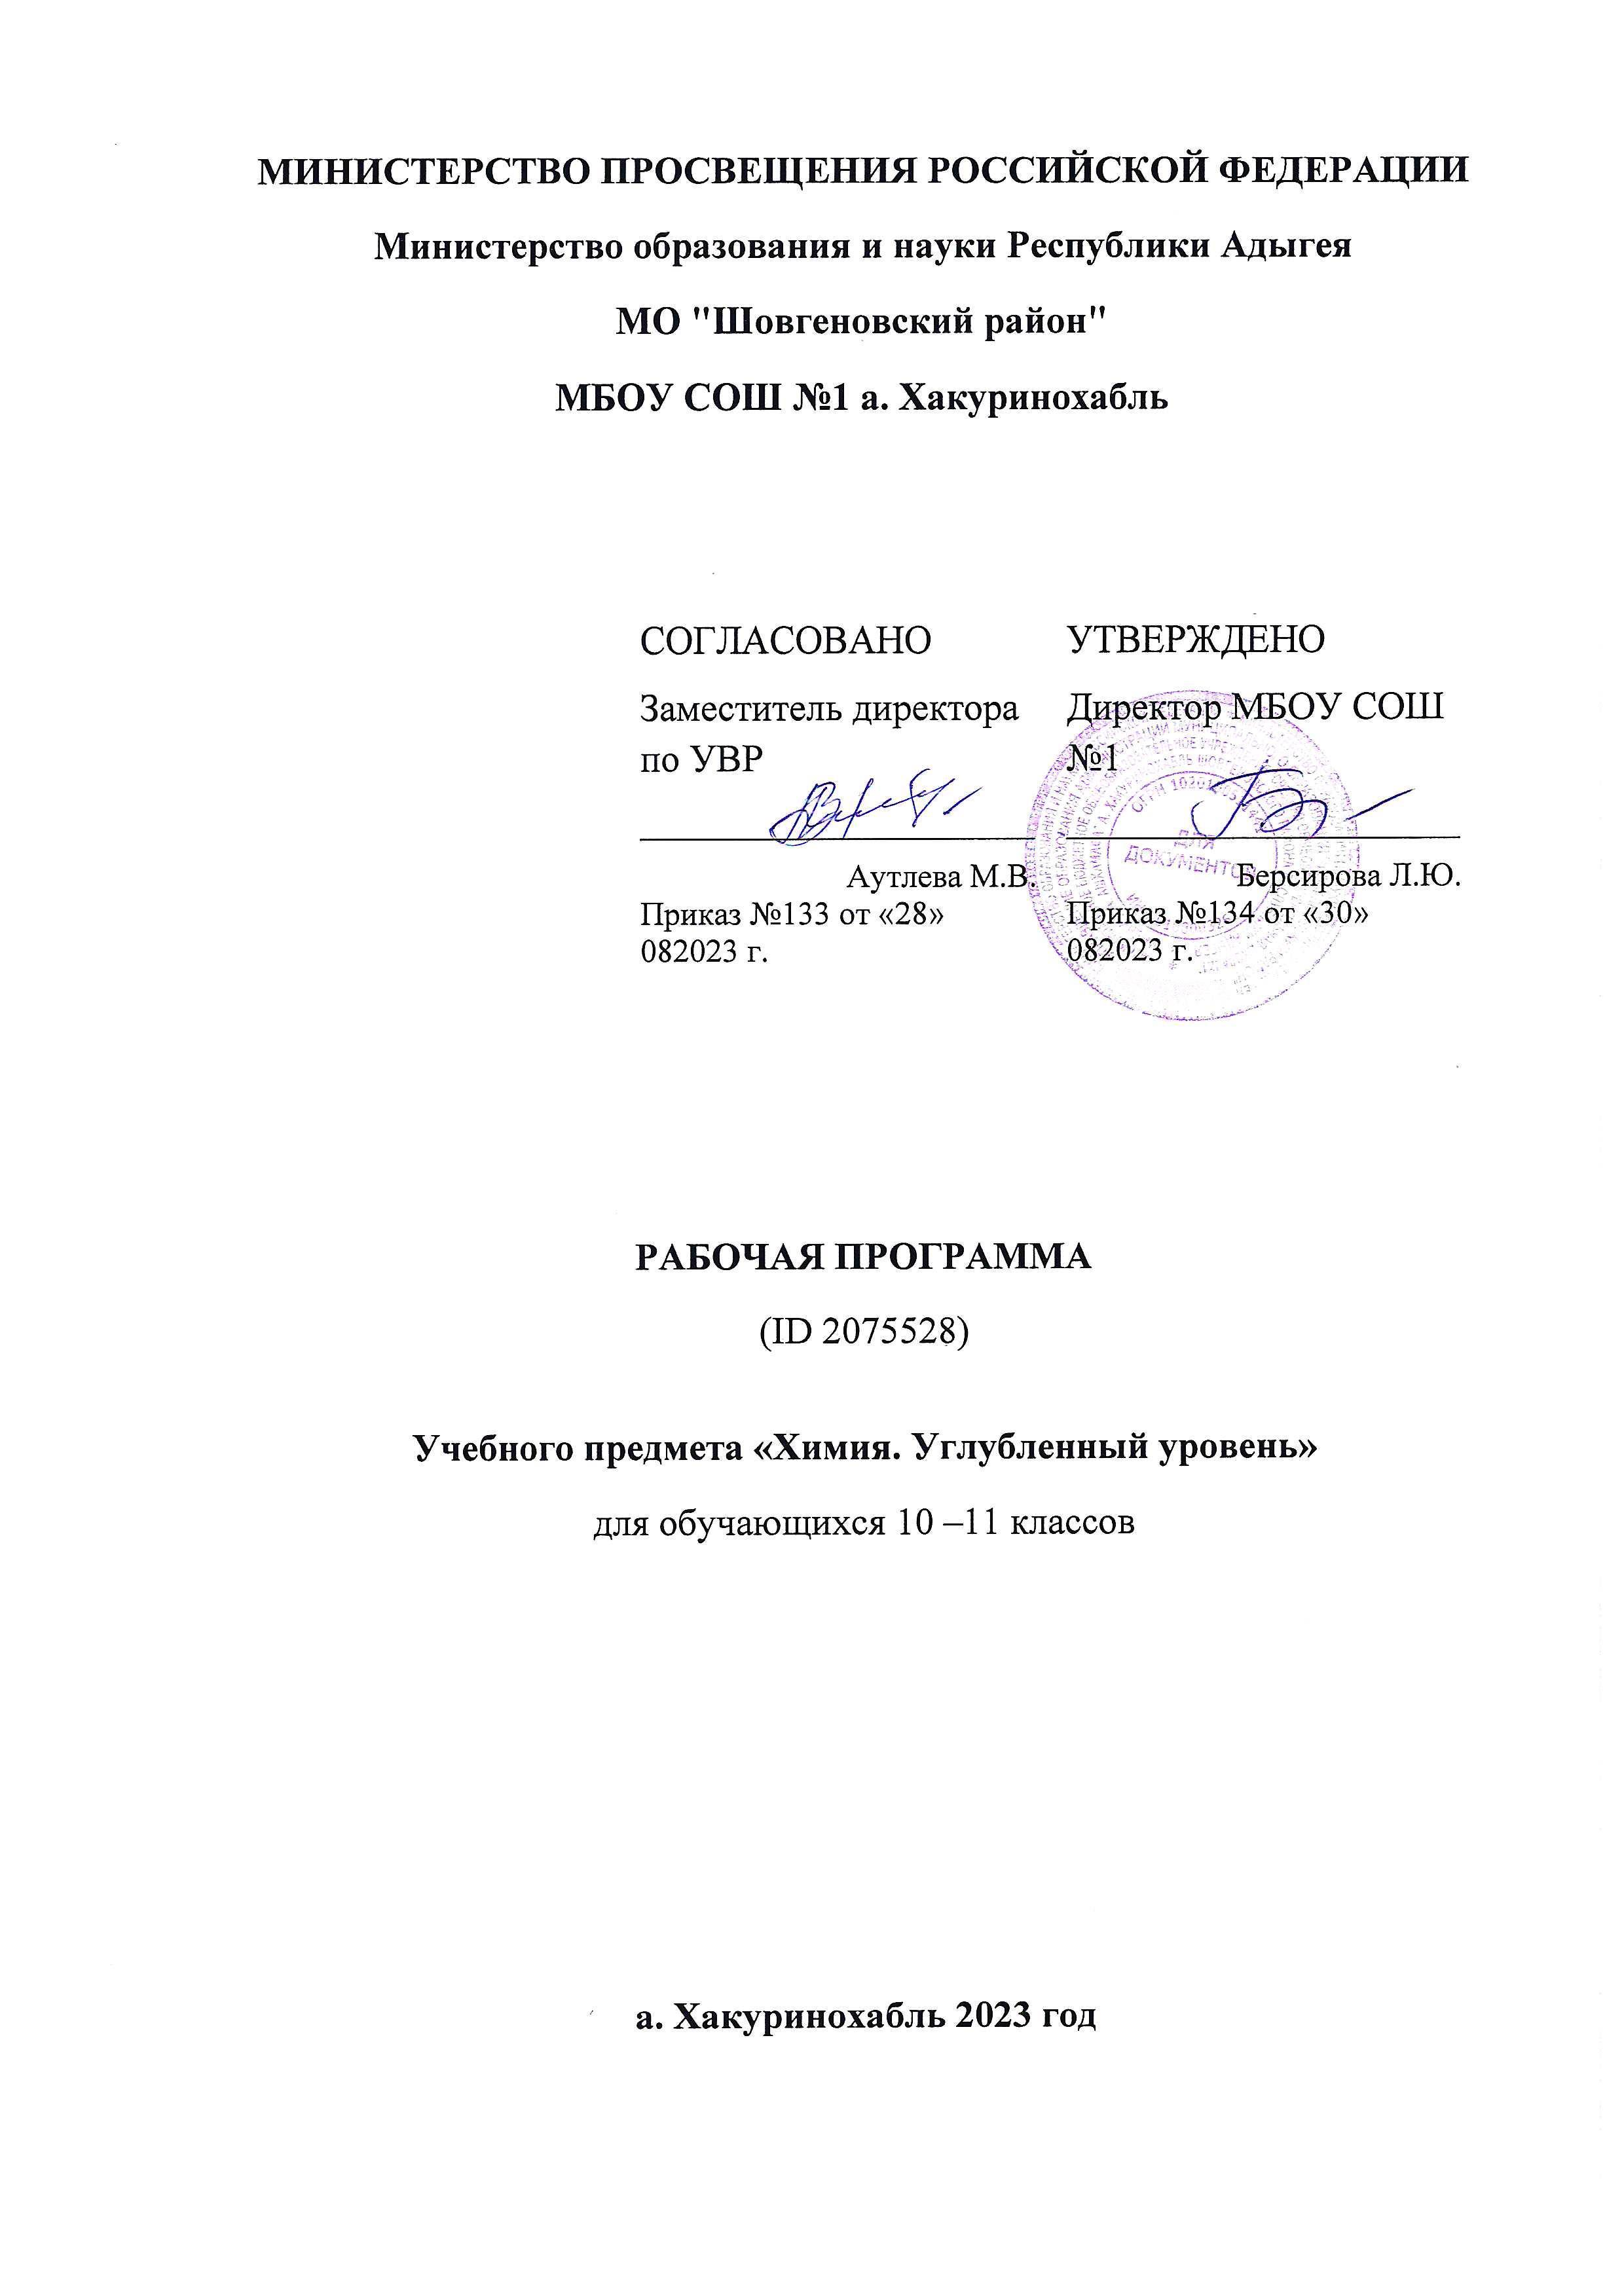 МИНИСТЕРСТВО ПРОСВЕЩЕНИЯ РОССИЙСКОЙ ФЕДЕРАЦИИ
Министерство образования и науки Республики Адыгея
МО "Шовгеновский район"
МБОУ СОШ №1 а. Хакуринохабль
СОГЛАСОВАНО
Заместитель директора
по УВР
Аутлева М.В.
Приказ №133 от «28»
082023 г.
УТВЕРЖДЕНО
Директор МБОУ СОШ
№1
ДЛЯ
ДОКУМЕНТОВ
Берсирова Л.Ю.
Приказ №134 от «30»
082023 г.
РАБОЧАЯ ПРОГРАММА
(ID 2075528)
Учебного предмета «Химия. Углубленный уровень»
для обучающихся 10 –11 классов
а. Хакуринохабль 2023 год